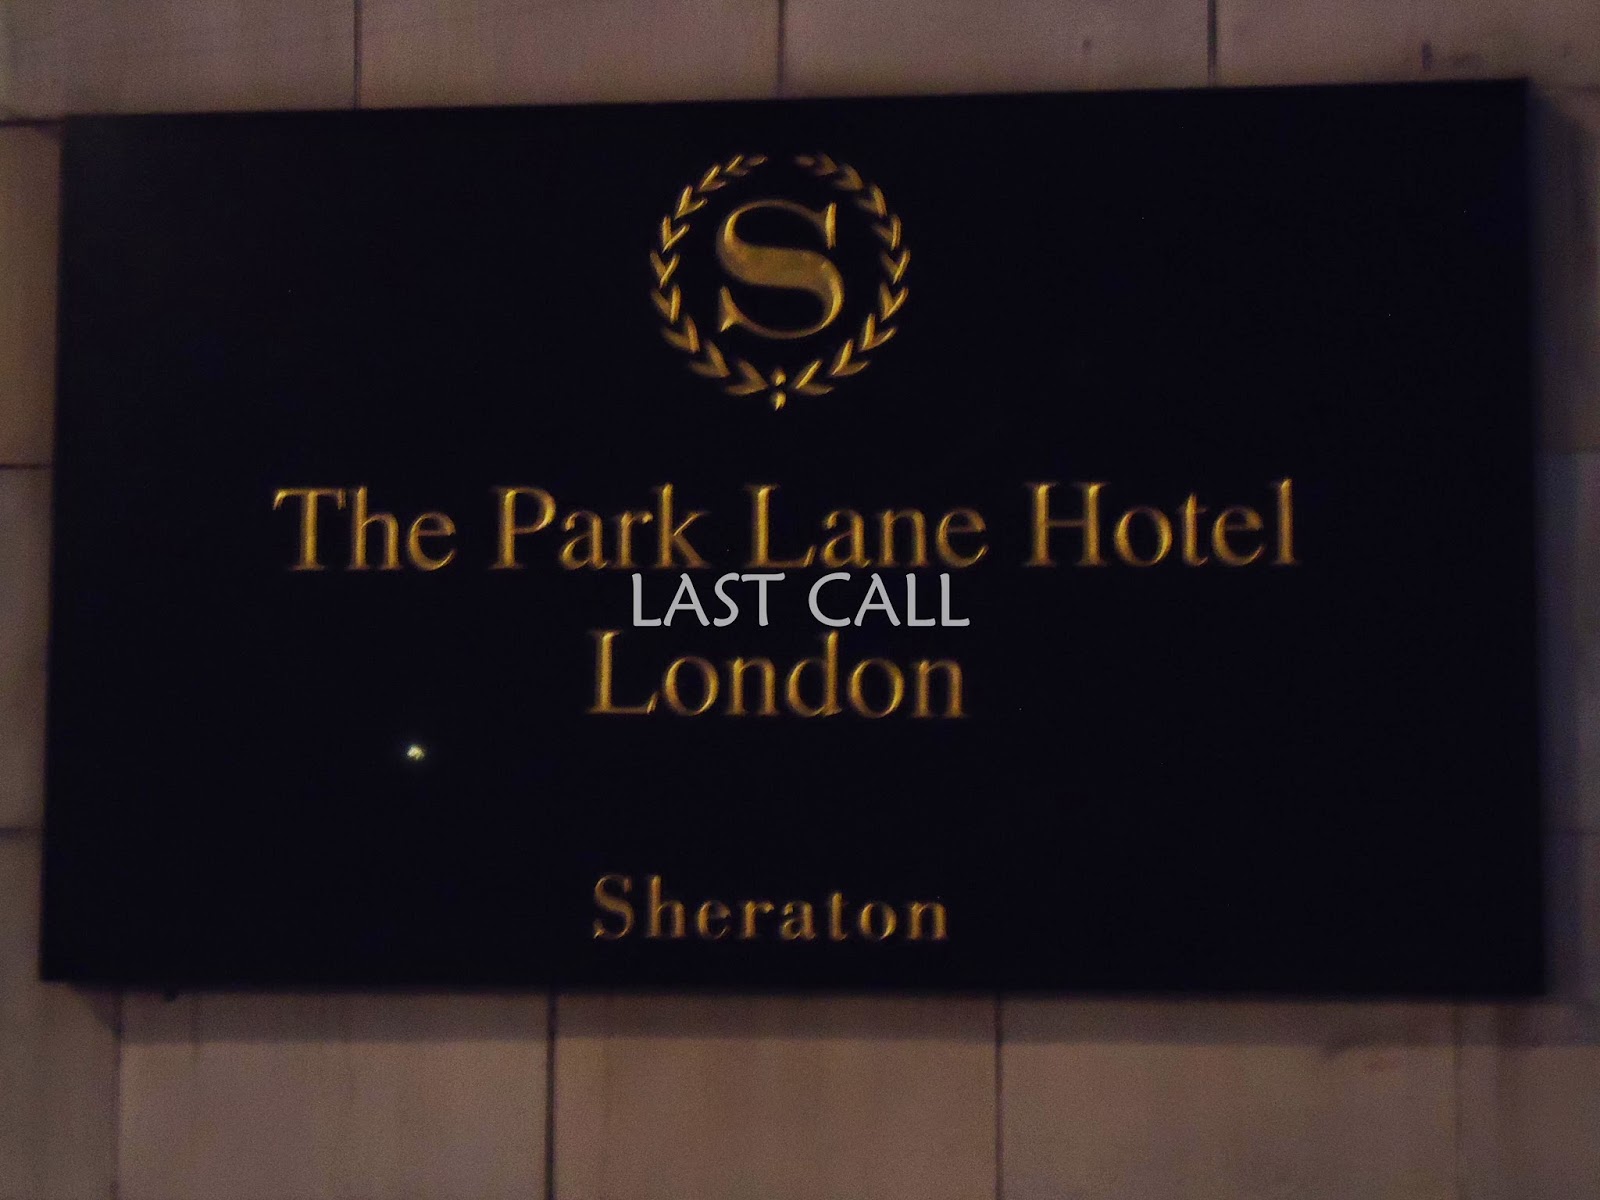 S
The Park Lane Hotel
LAST CALL
London
Sheraton